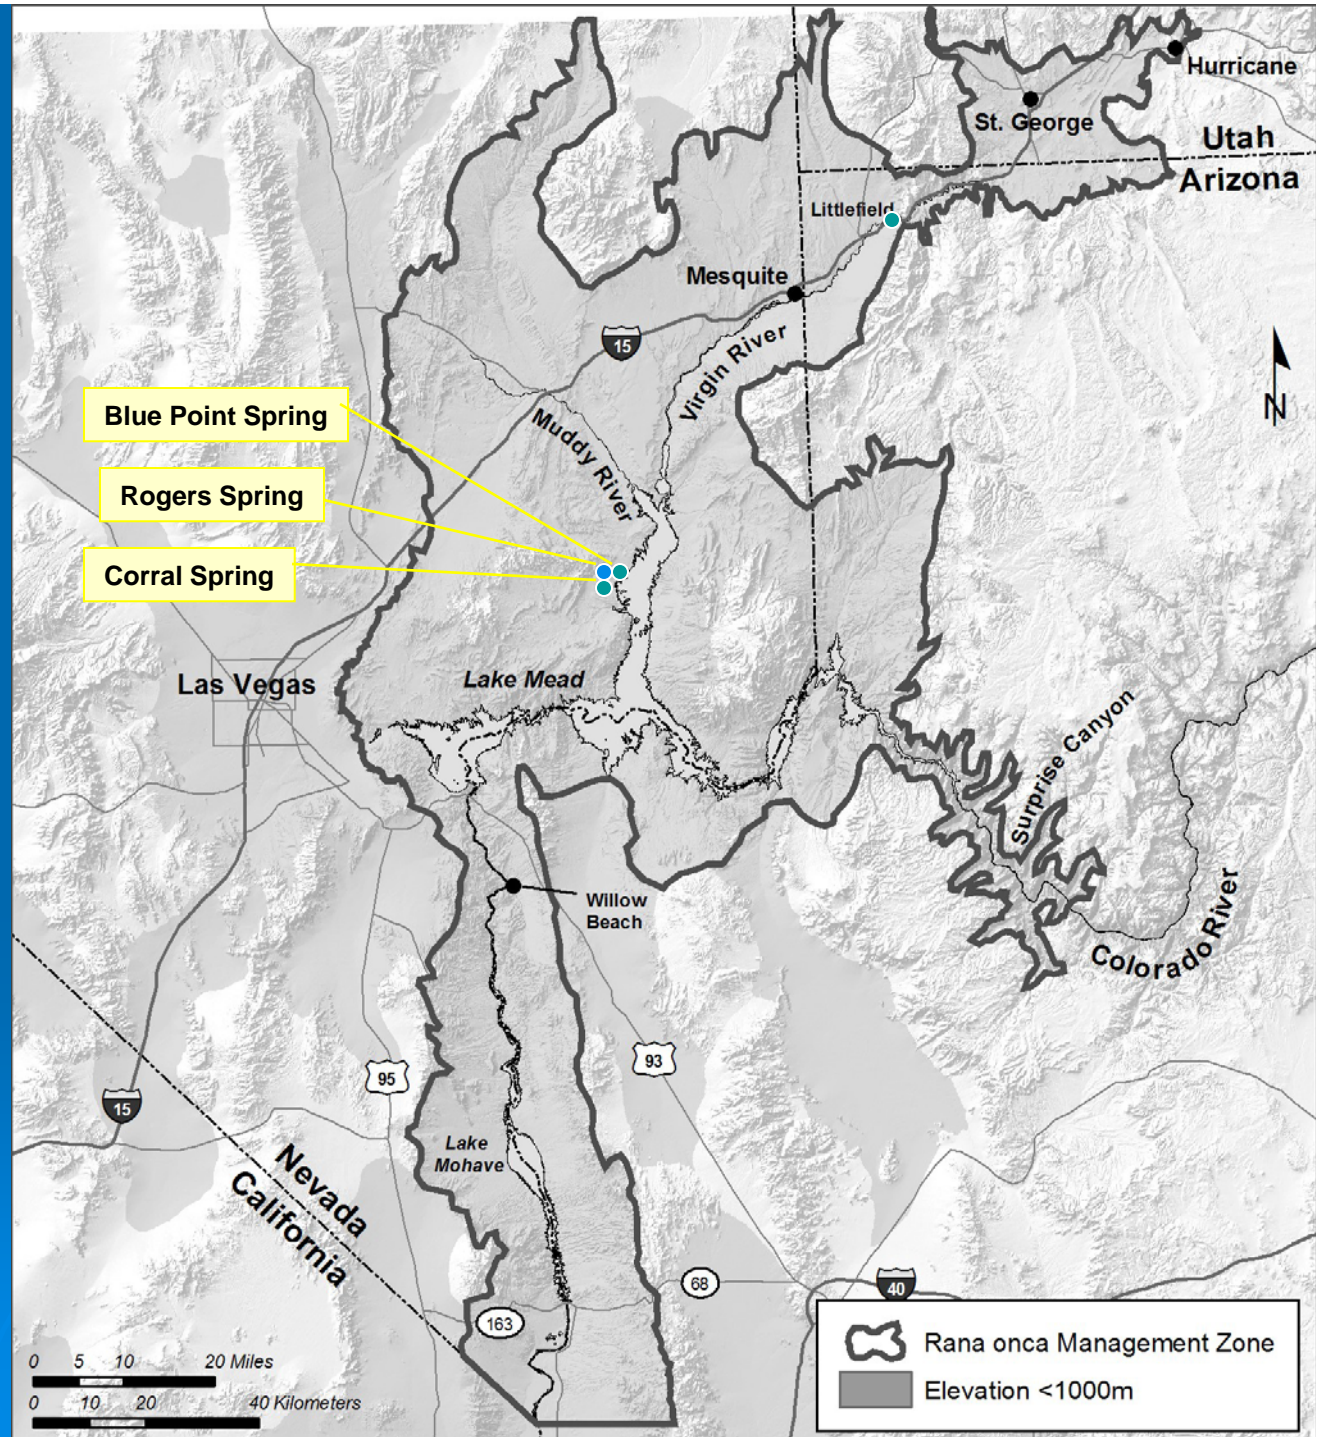 Hurricane
St. George
Utah
Arizona
Littlefield
Mesquite
15
Virgin River
Blue Point Spring
Muddy River
Rogers Spring
Corral Spring
N
Las Vegas
Lake Mead
Surprise Canyon
Willow
Beach
Colorado River
93
95
15
Lake
Mohave
Nevada
California
68
40
163
0 5 10 20 Miles
0 10 20 40 Kilometers
Rana onca Management Zone
Elevation <1000m